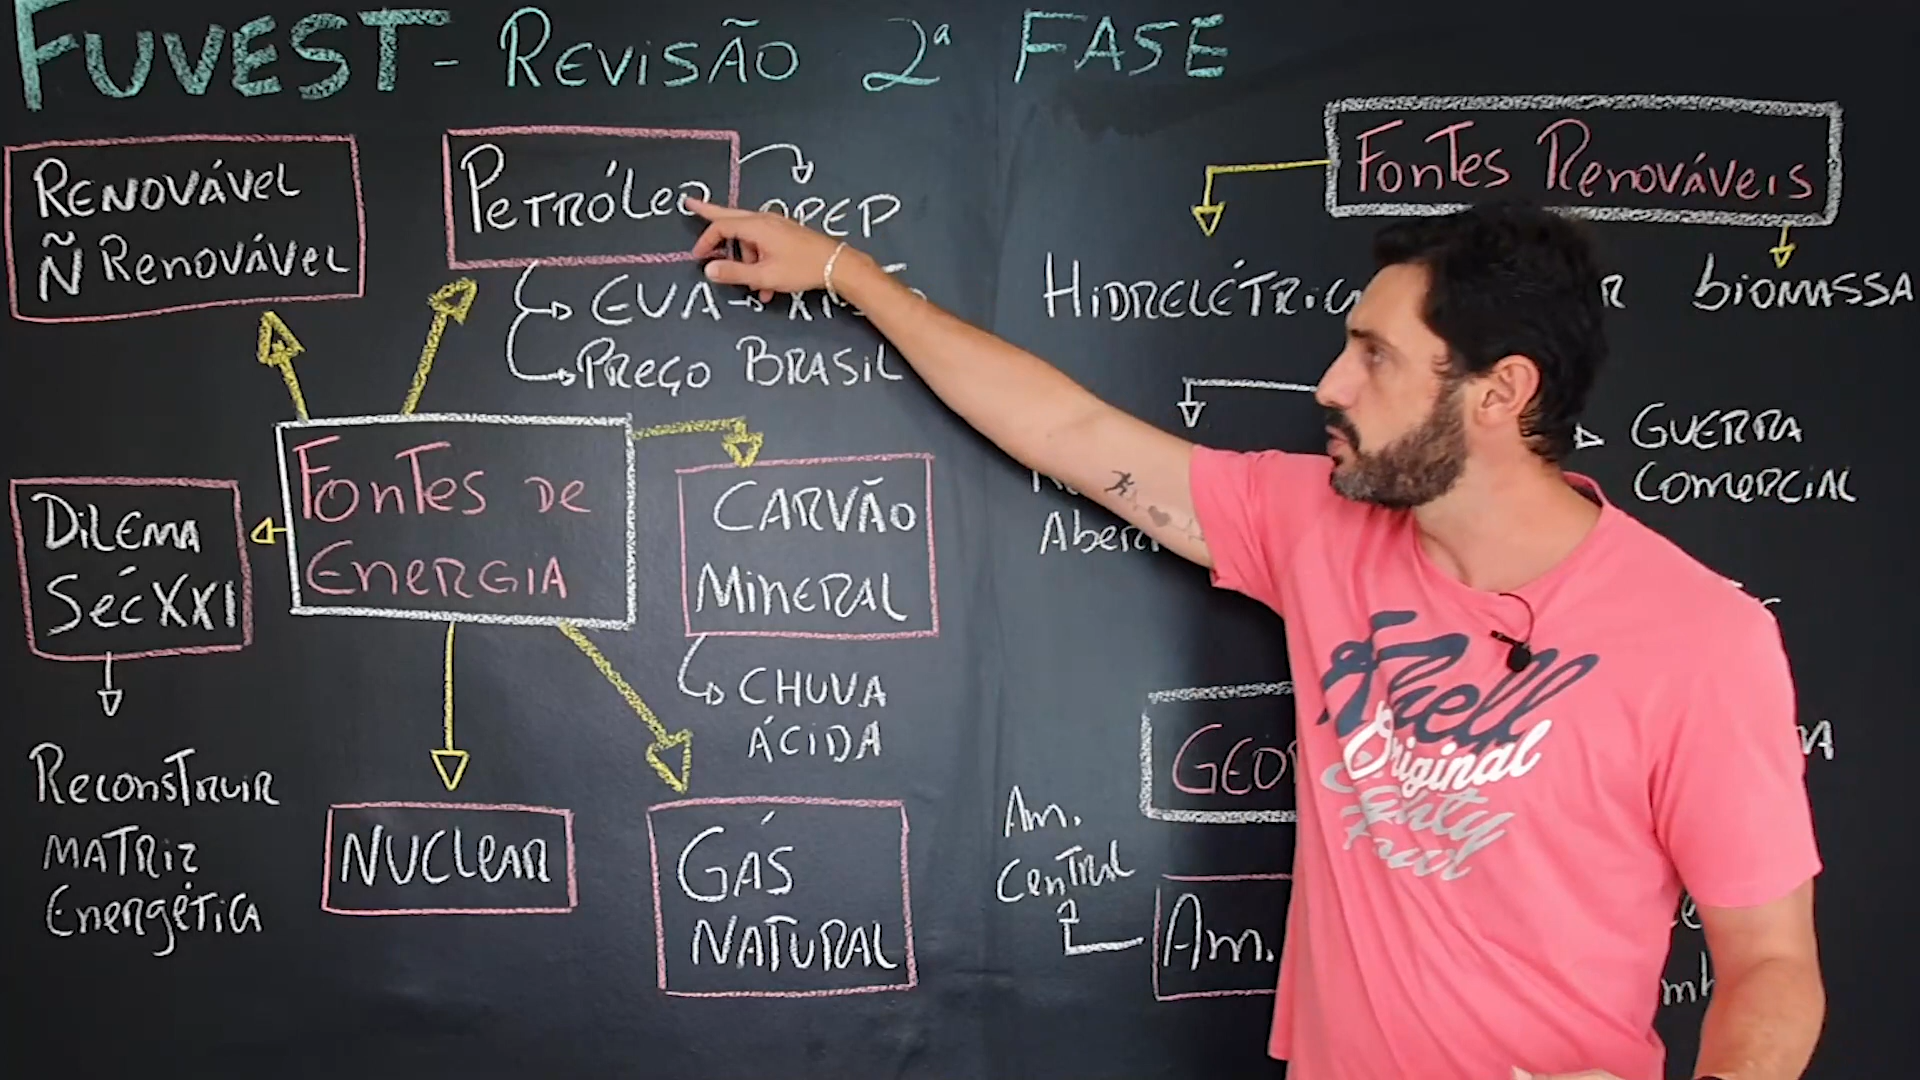 FUVEST - REVISÃO 2ª FASE
RENOVÁVEL
Ñ RENOVÁVEL
PETRÓLEO
OPEP
EUA
PREÇO BRASIL
FONTES DE
ENERGIA
DILEMA
SÉC XXI
RECONSTRUIR
MATRIZ
ENERGÉTICA
CARVÃO
MINERAL
CHUVA
ÁCIDA
NUCLEAR
GÁS
NATURAL
FONTES RENOVÁVEIS
HIDRELÉTRICA
BIOMASSA
GUERRA
COMERCIAL
AM.
CENTRAL
AM.
Original